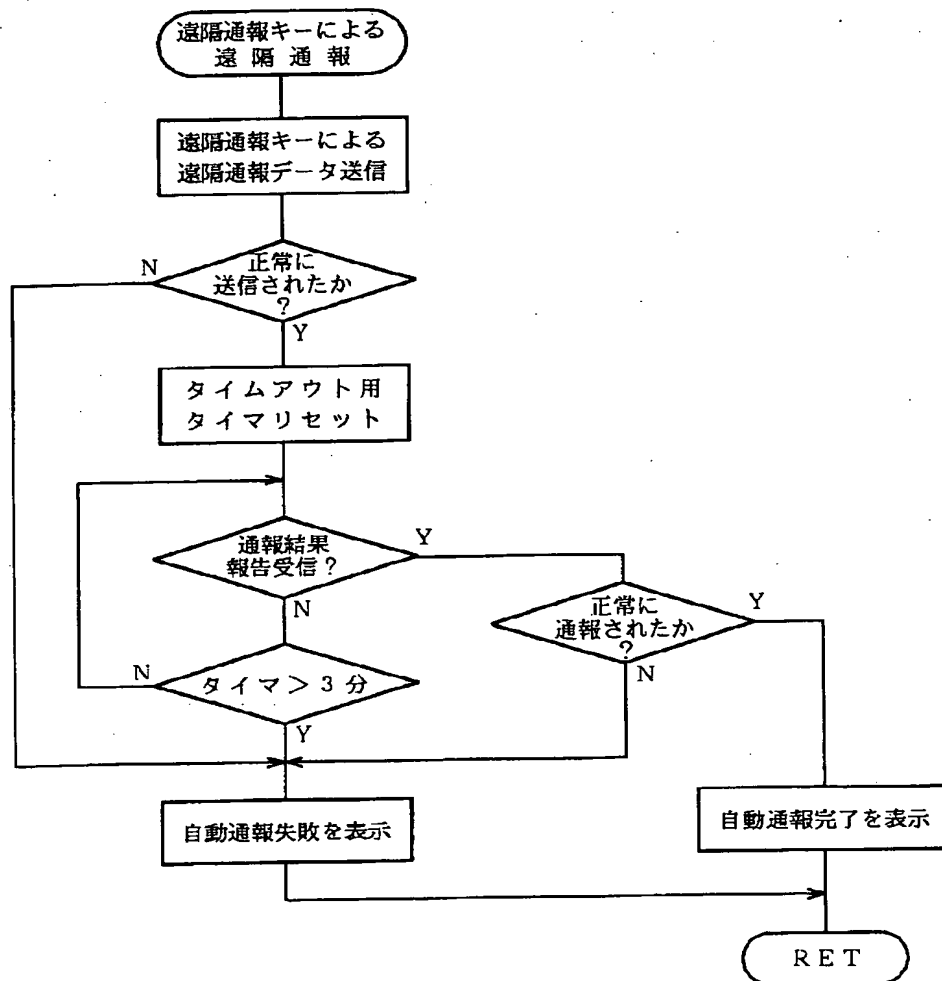 遠隔通報キーによる
遠隔通報
遠隔通報キーによる
遠隔通報データ送信
正常に
送信されたか
?
N
Y
タイムアウト用
タイマリセット
通報結果
報告受信?
Y
N
正常に
通報されたか
?
Y
N
タイマ>3分
N
Y
自動通報失敗を表示
自動通報完了を表示
RET